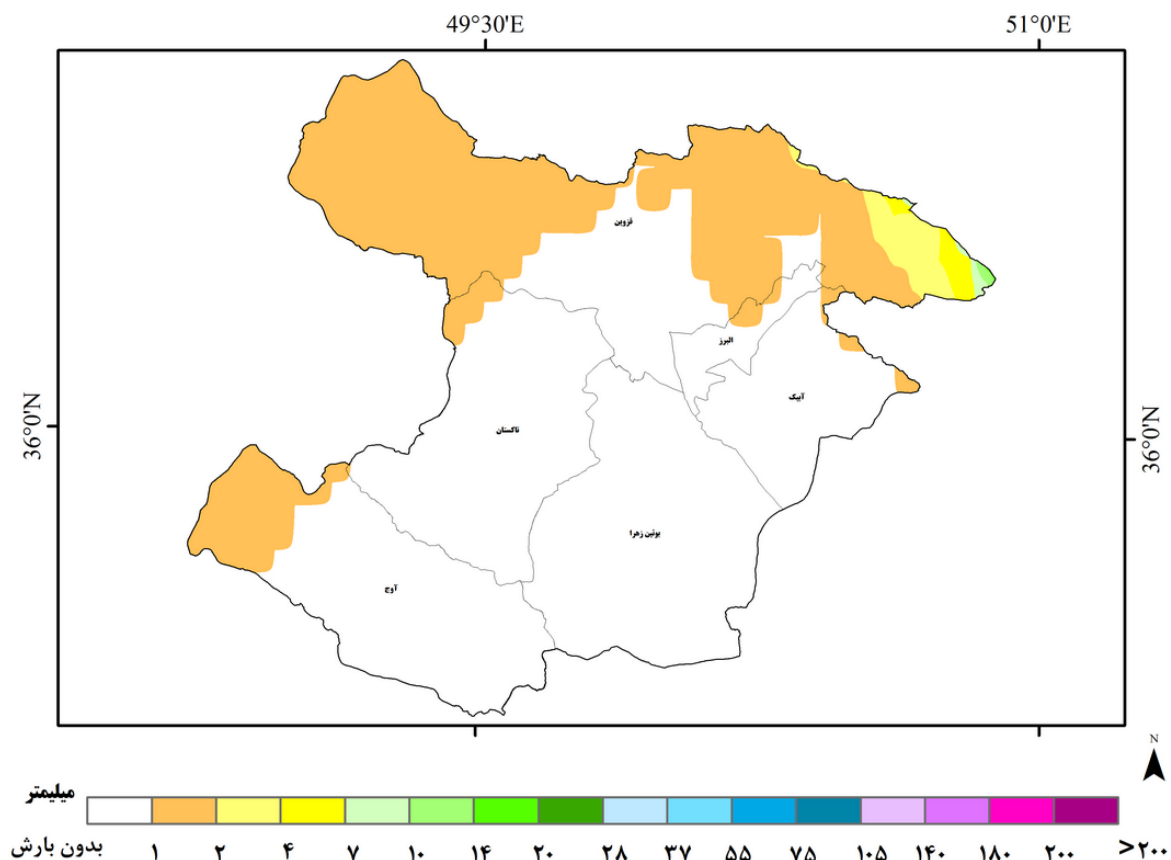 49°30'E
51°0'E
قزوین
البرز
آبیک
36°0'N
36°0'N
تاکستان
بوئین زهرا
آوج
N
میلیمتر
بدون بارش ۱ ۲ ۴ ۷ ۱۰ ۱۴ ۲۰ ۲۸ ۳۷ ۵۵ ۷۵ ۱۰۵ ۱۴۰ ۱۸۰ ۲۰۰ >۲۰۰